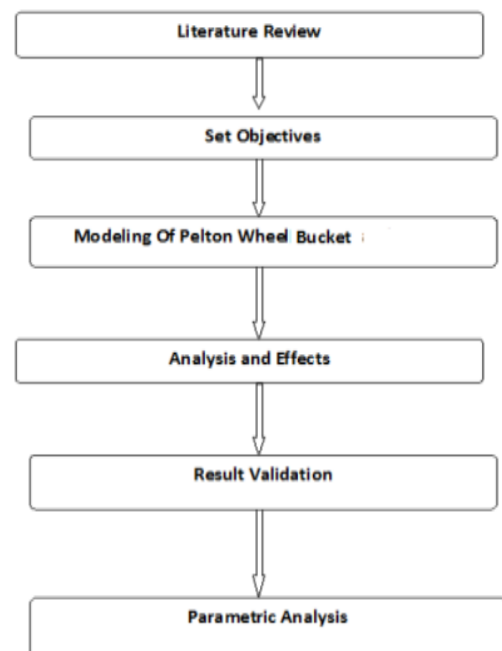 Literature Review
Set Objectives
Modeling Of Pelton Wheel Bucket
Analysis and Effects
Result Validation
Parametric Analysis